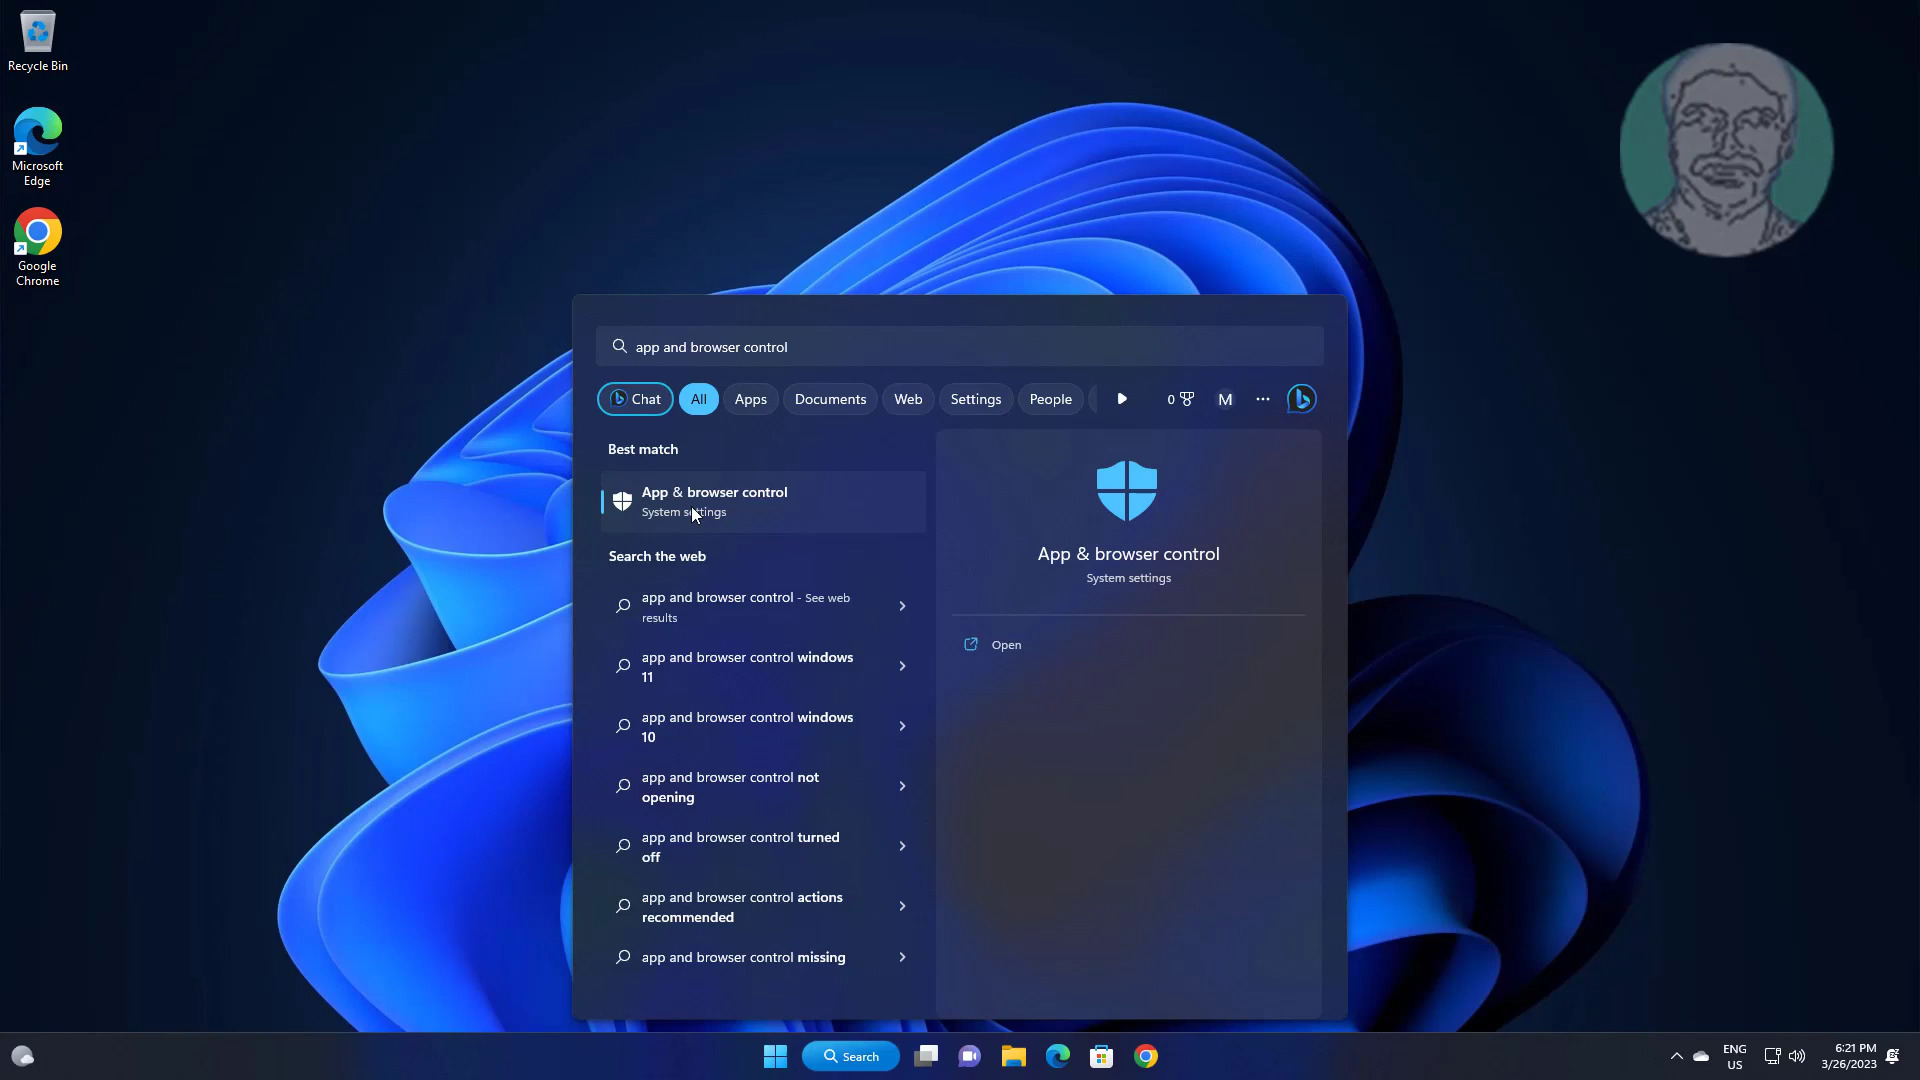 Recycle Bin
Microsoft
Edge
Google
Chrome
app and browser control
Chat
All
Apps
Documents
Web
Settings
People
0
M
Best match
App & browser control
System settings
Search the web
app and browser control - See web
results
app and browser control windows
11
app and browser control windows
10
app and browser control not
opening
app and browser control turned
off
app and browser control actions
recommended
app and browser control missing
App & browser control
System settings
Open
Search
ENG
US
6:21 PM
3/26/2023